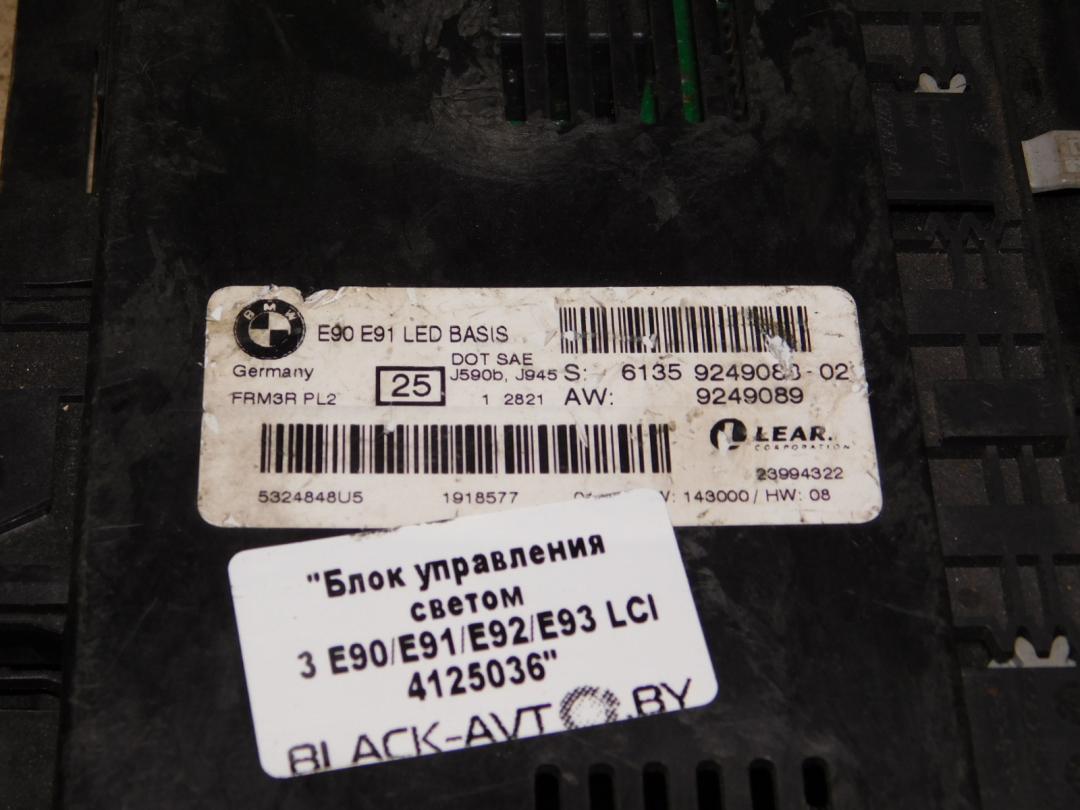 BMW
E90 E91 LED BASIS
Germany
DOT SAE
J590b, J945
S: 6135 9249088-02
FRM3R PL2
25
1 2821
AW: 9249089
LEAR.
CORPORATION
23994322
5324848U5
1918577
143000 / HW: 08
"Блок управления
светом
3 E90/E91/E92/E93 LCI
4125036"
BLACK-AVTO.BY